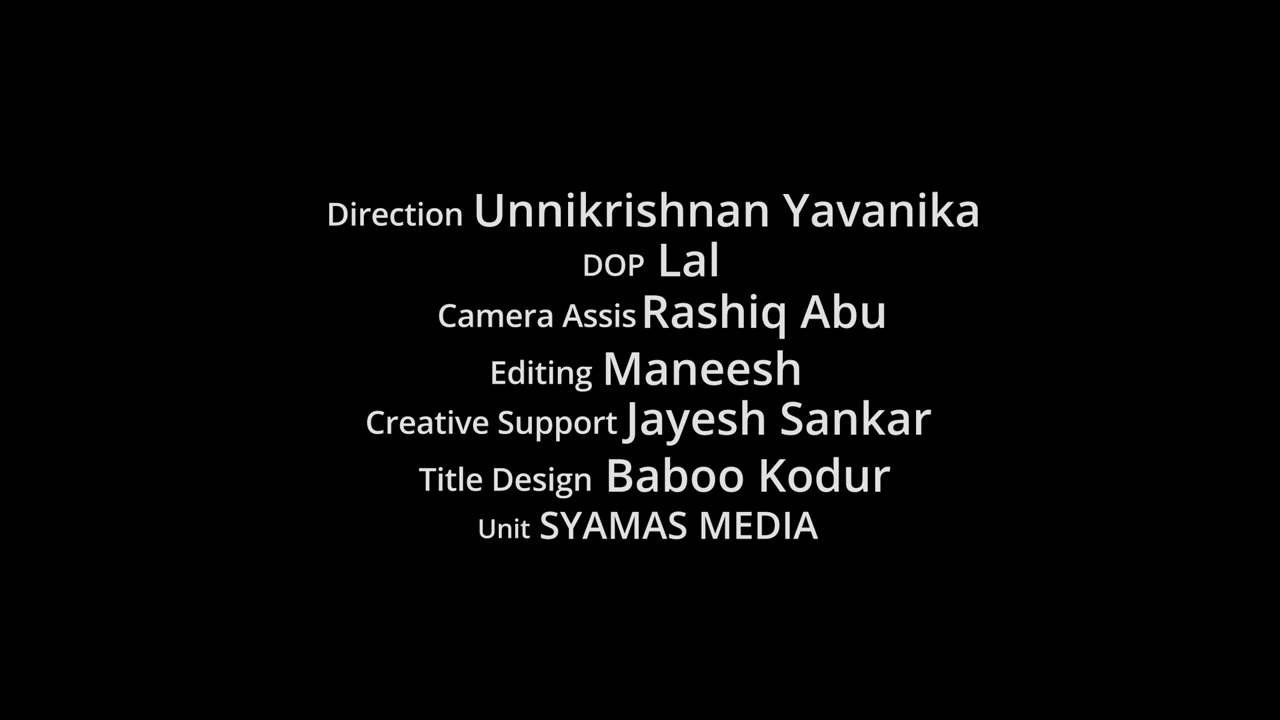 Direction Unnikrishnan Yavanika
DOP Lal
Camera Assis Rashiq Abu
Editing Maneesh
Creative Support Jayesh Sankar
Title Design Baboo Kodur
Unit SYAMAS MEDIA